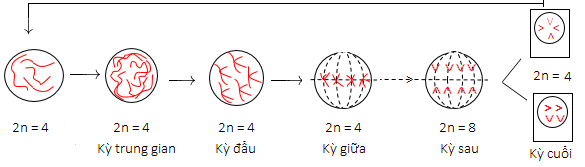 2n = 4
2n = 4
2n = 4
2n = 4
2n = 4
2n = 8
Kỳ trung gian
Kỳ đầu
Kỳ giữa
Kỳ sau
Kỳ cuối